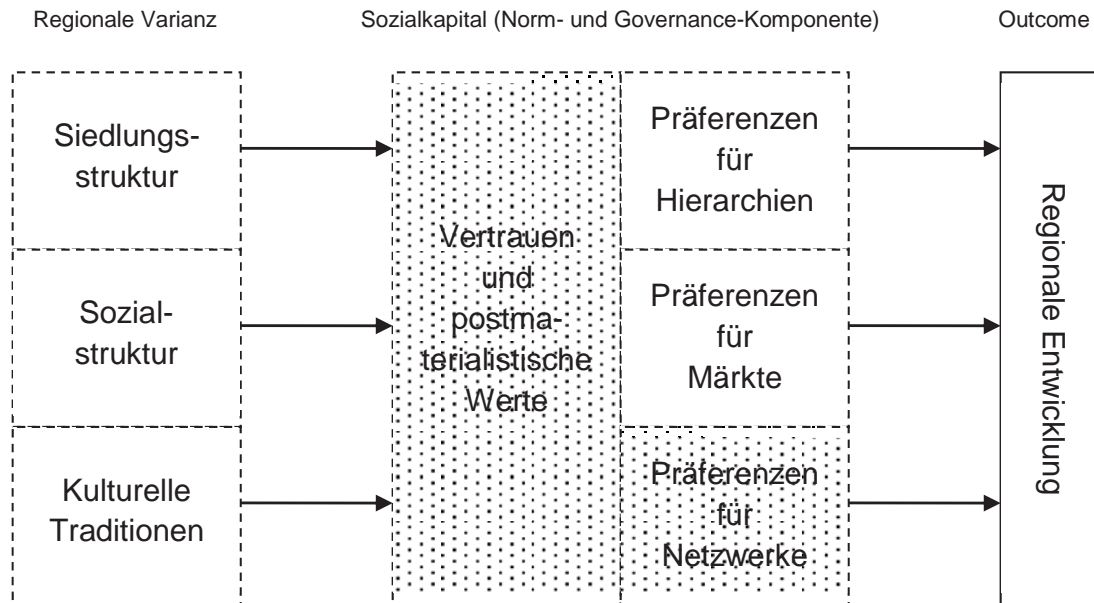 Regionale Varianz
Sozialkapital (Norm- und Governance-Komponente)
Outcome
Siedlungs-
struktur
Sozial-
struktur
Kulturelle
Traditionen
Vertrauen
und
postma-
terialistische
Werte
Präferenzen
für
Hierarchien
Präferenzen
für
Märkte
Präferenzen
für
Netzwerke
Regionale Entwicklung